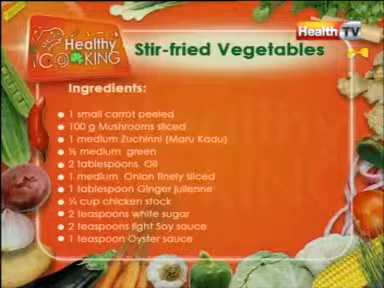 Health TV
Healthy
COOKING
Stir-fried Vegetables
Ingredients:
1 small carrot peeled
100 g Mushrooms sliced
1 medium Zuchinni (Maru Kadu)
½ medium green
2 tablespoons Oil
1 medium Onion finely sliced
1 tablespoon Ginger julienne
¼ cup chicken stock
2 teaspoons white sugar
2 teaspoons light Soy sauce
1 teaspoon Oyster sauce